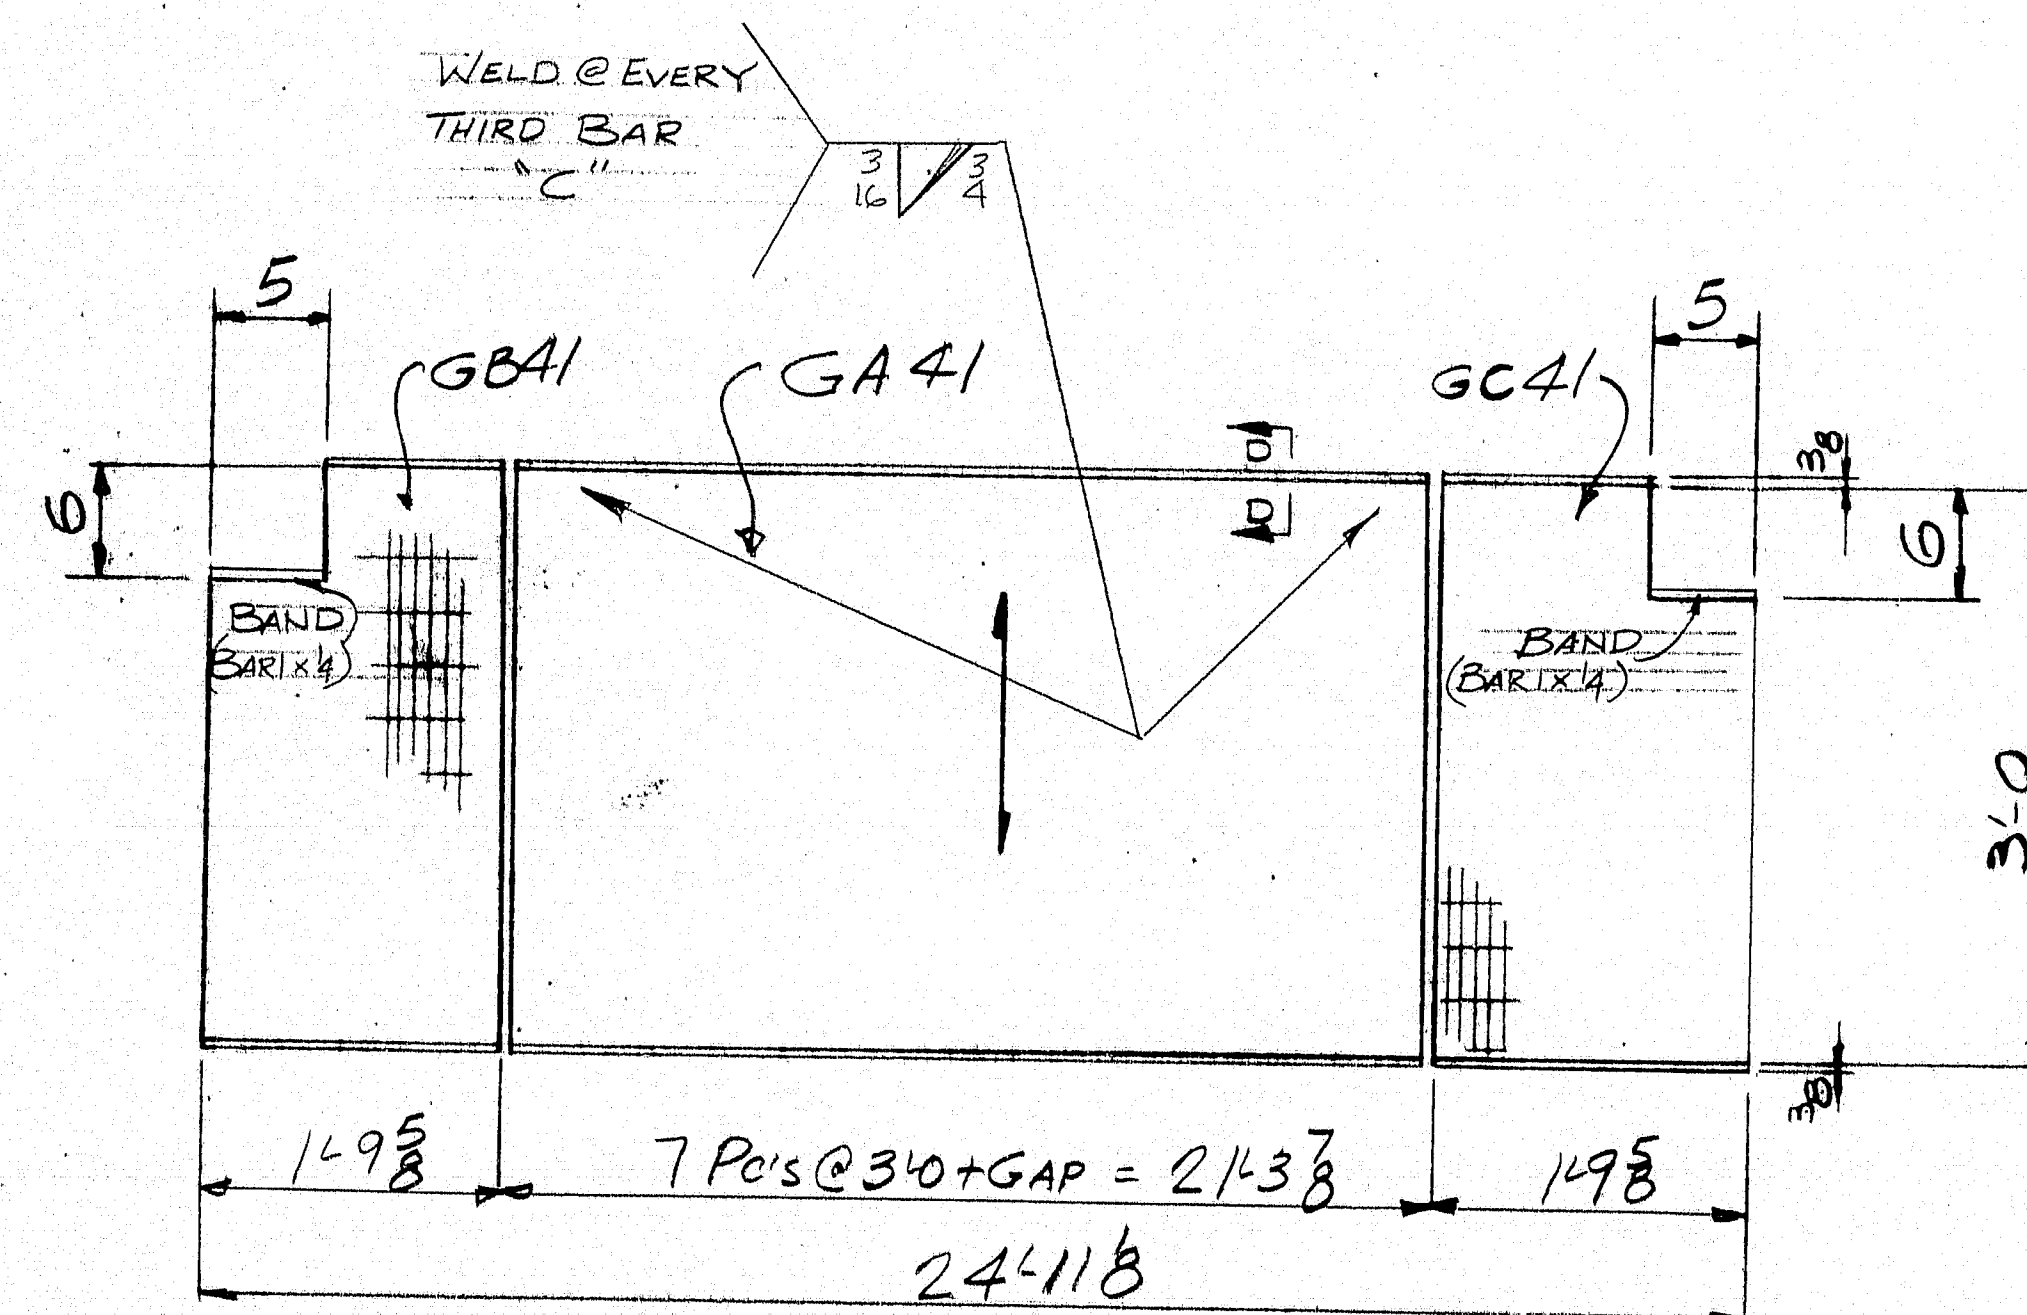 WELD @ EVERY
THIRD BAR
"C"
3/16 3/4
5
5
GB41
GA 41
GC41
D
D
3/8
6
6
BAND
(BAR 1 x 1/4)
BAND
(BAR 1 x 1/4)
3'-0
3/8
1'-9 5/8
7 PC'S @ 3'-0 + GAP = 21'-3 7/8
1'-9 5/8
24'-11 1/8